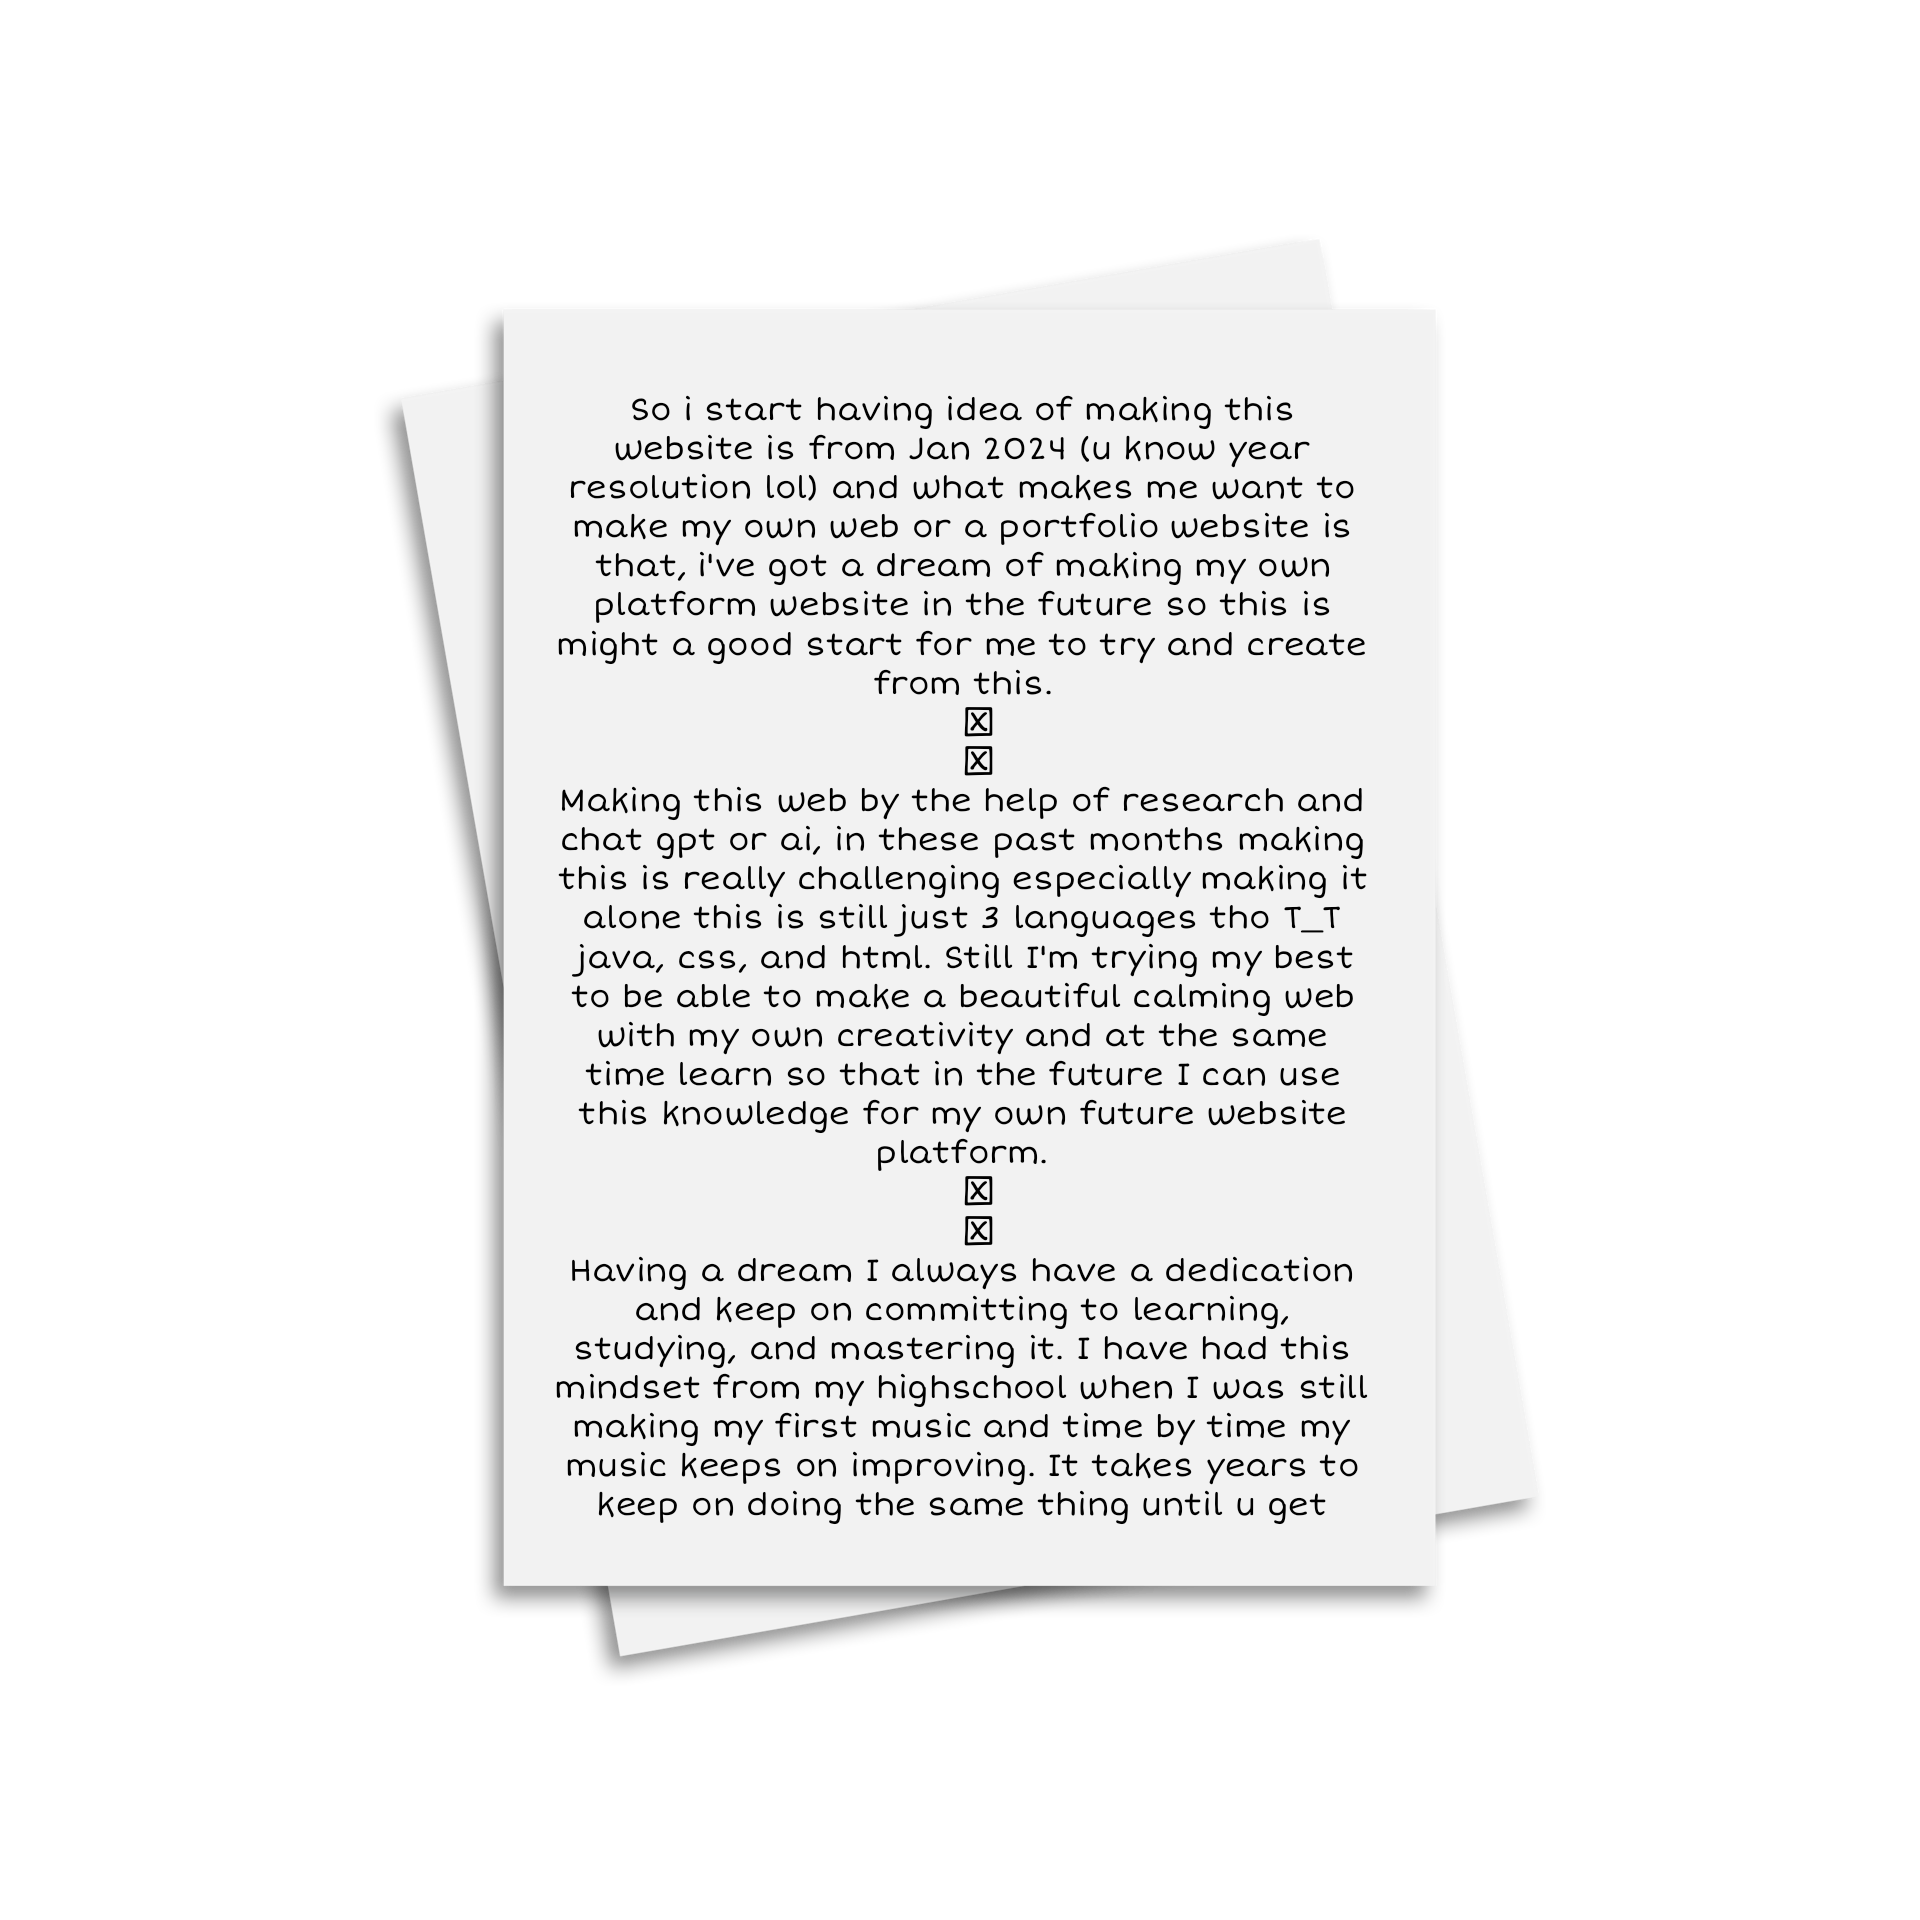 So i start having idea of making this
website is from Jan 2024 (u know year
resolution lol) and what makes me want to
make my own web or a portfolio website is
that, i've got a dream of making my own
platform website in the future so this is
might a good start for me to try and create
from this.
☒
☒
Making this web by the help of research and
chat gpt or ai, in these past months making
this is really challenging especially making it
alone this is still just 3 languages tho T_T
java, css, and html. Still I'm trying my best
to be able to make a beautiful calming web
with my own creativity and at the same
time learn so that in the future I can use
this knowledge for my own future website
platform.
☒
☒
Having a dream I always have a dedication
and keep on committing to learning,
studying, and mastering it. I have had this
mindset from my highschool when I was still
making my first music and time by time my
music keeps on improving. It takes years to
keep on doing the same thing until u get